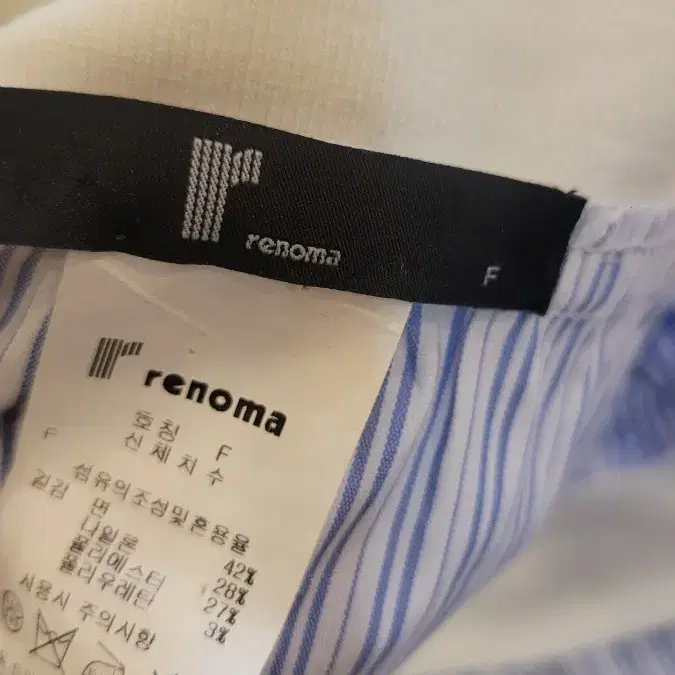 renoma
F
renoma
호칭 F
F 신체치수
섬유의조성및혼용율
겉감 면 42%
나일론 28%
폴리에스터 27%
폴리우레탄 3%
사용시 주의사항